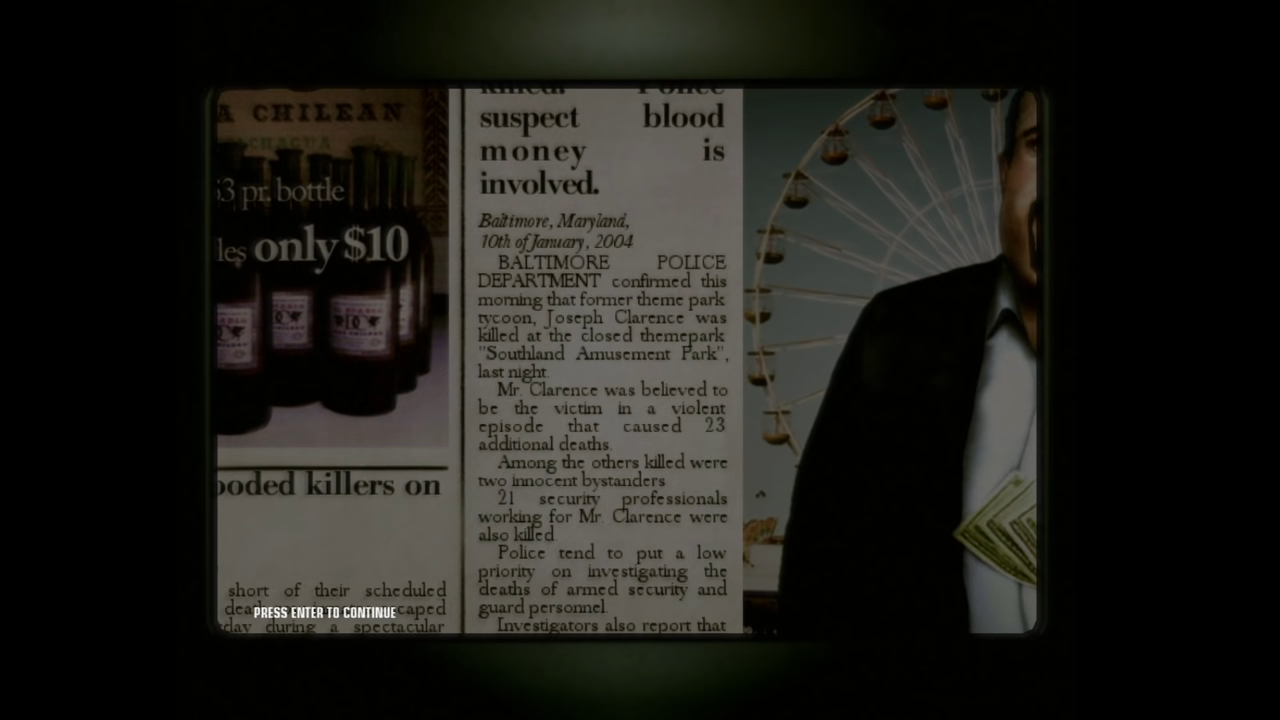 A CHILEAN
CHACAGUA
$3 pr. bottle
les only $10
ooded killers on
short of their scheduled
PRESS ENTER TO CONTINUE
day during a spectacular
killed. Police
suspect blood
money is
involved.
Baltimore, Maryland,
10th of January, 2004
BALTIMORE POLICE
DEPARTMENT confirmed this
morning that former theme park
tycoon, Joseph Clarence was
killed at the closed themepark
"Southland Amusement Park",
last night.
Mr. Clarence was believed to
be the victim in a violent
episode that caused 23
additional deaths.
Among the others killed were
two innocent bystanders
21 security professionals
working for Mr. Clarence were
also killed
Police tend to put a low
priority on investigating the
deaths of armed security and
guard personnel.
Investigators also report that